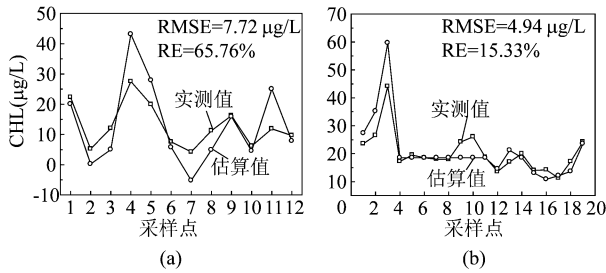 RMSE=7.72 μg/L
RE=65.76%
CHL(μg/L)
50
40
30
20
10
0
-10
实测值
估算值
1 2 3 4 5 6 7 8 9 10 11 12
采样点
(a)
RMSE=4.94 μg/L
RE=15.33%
70
60
50
40
30
20
10
实测值
估算值
0 2 4 6 8 10 12 14 16 18 20
采样点
(b)